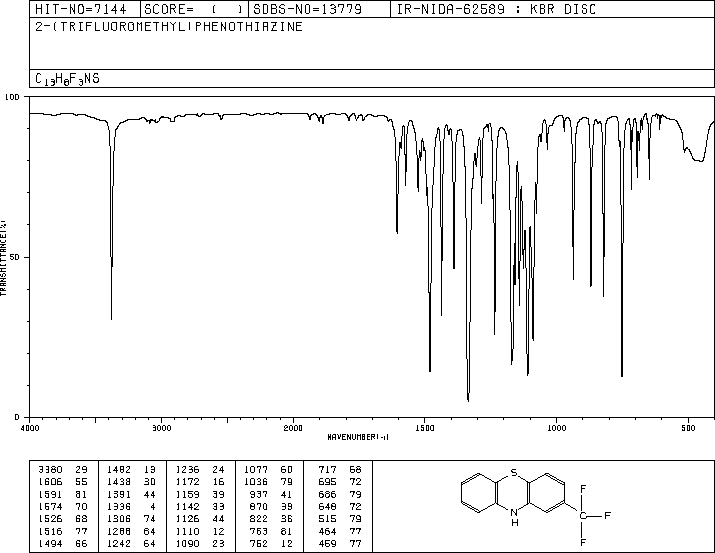 HIT-NO=7144 SCORE= ( ) SDBS-NO=13779 IR-NIDA-62589 : KBR DISC
2-(TRIFLUOROMETHYL)PHENOTHIAZINE
C13H8F3NS
100
50
0
TRANSMITTANCE(%)
4000 3000 2000 1500 1000 500
WAVENUMBER(-1)
3380 29 1482 13 1236 24 1077 60 717 68
1606 55 1438 30 1172 16 1036 79 695 72
1591 81 1391 44 1159 39 937 41 686 79
1574 70 1336 4 1142 33 870 39 648 72
1526 68 1306 74 1126 44 822 36 515 79
1516 77 1288 64 1110 12 763 81 464 77
1494 66 1242 64 1090 23 752 12 459 77
S
F
N
H
C
F
F